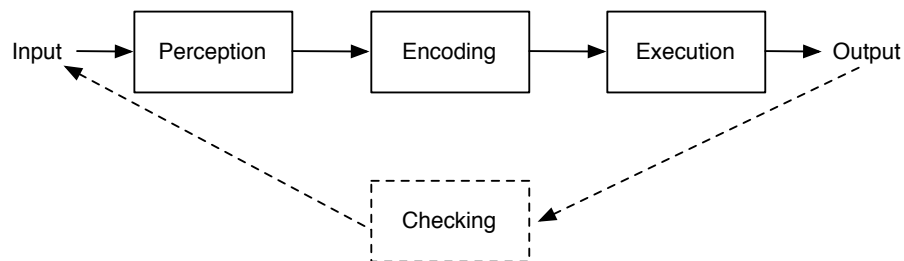 Input
Perception
Encoding
Execution
Output
Checking